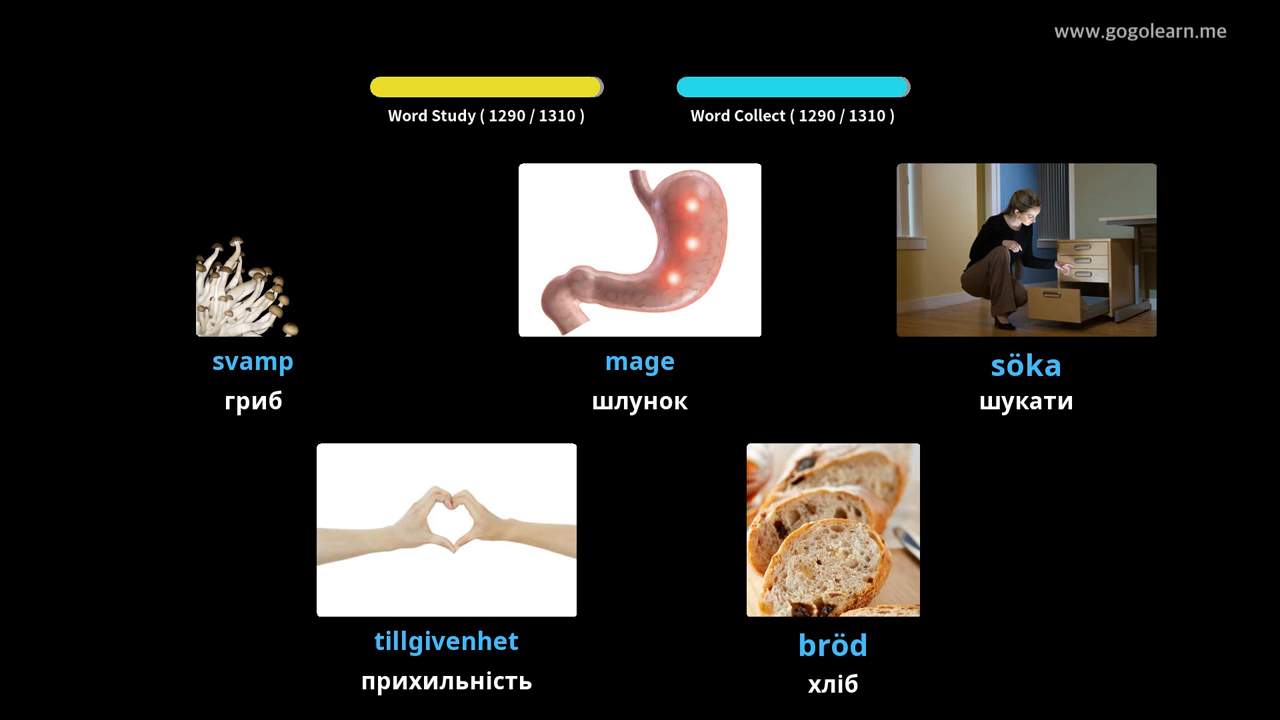 www.gogolearn.me
Word Study ( 1290 / 1310 )
Word Collect ( 1290 / 1310 )
svamp
гриб
mage
шлунок
söka
шукати
tillgivenhet
прихильність
bröd
хліб